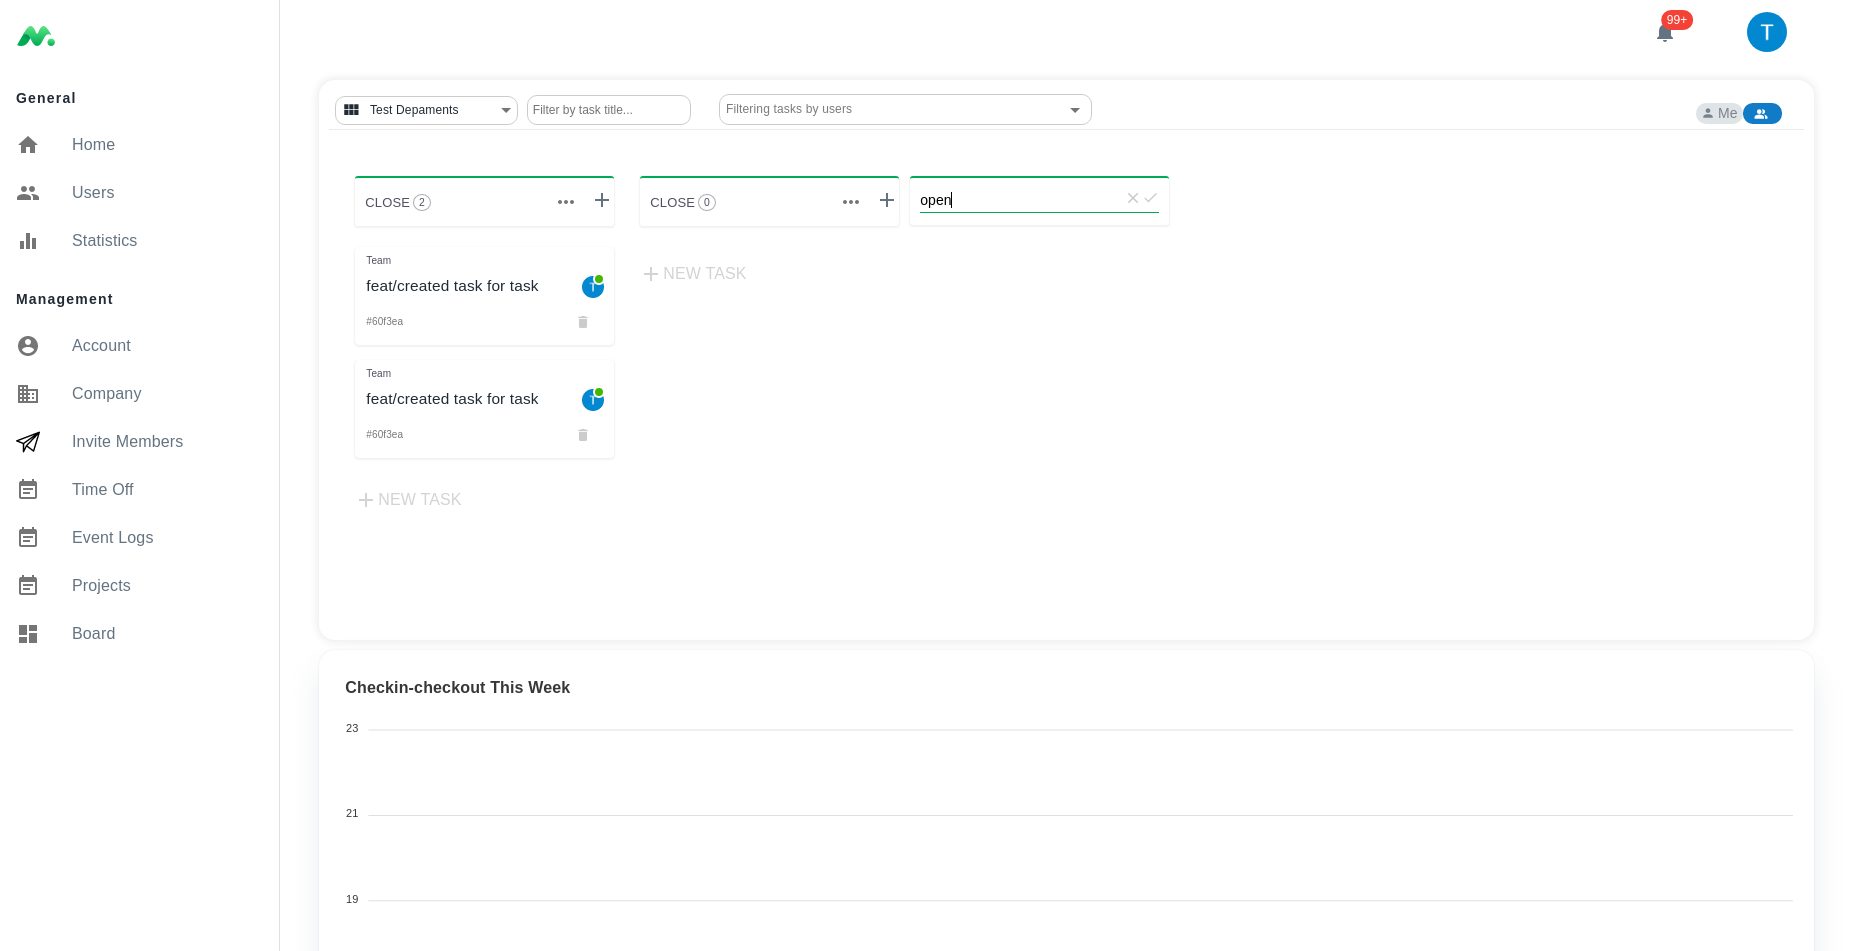 General
Home
Users
Statistics
Management
Account
Company
Invite Members
Time Off
Event Logs
Projects
Board
99+
T
Test Depaments
Filter by task title...
Filtering tasks by users
Me
CLOSE 2
CLOSE 0
open
Team
feat/created task for task
T
#60f3ea
Team
feat/created task for task
T
#60f3ea
NEW TASK
NEW TASK
Checkin-checkout This Week
23
21
19